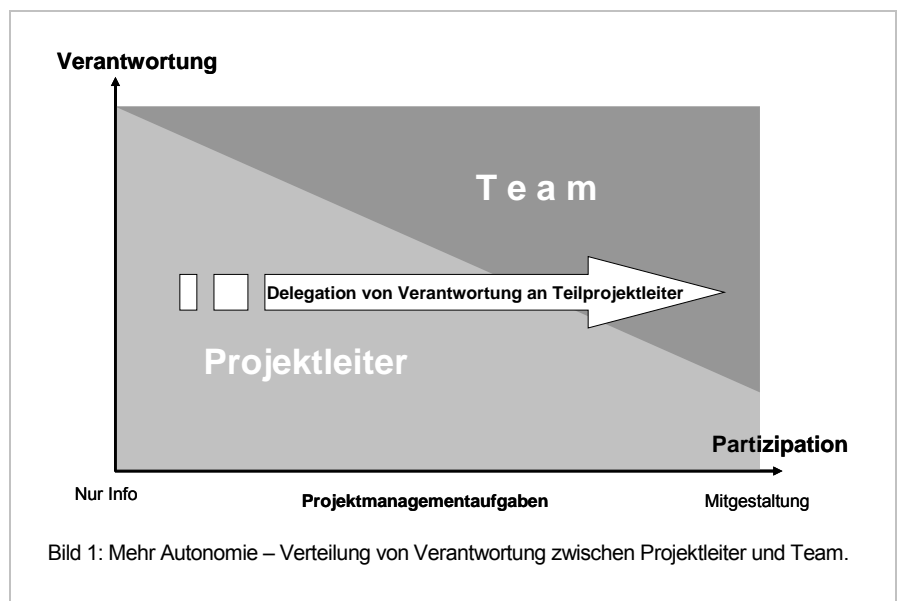 Verantwortung
T e a m
Delegation von Verantwortung an Teilprojektleiter
Projektleiter
Partizipation
Nur Info
Projektmanagementaufgaben
Mitgestaltung
Bild 1: Mehr Autonomie – Verteilung von Verantwortung zwischen Projektleiter und Team.